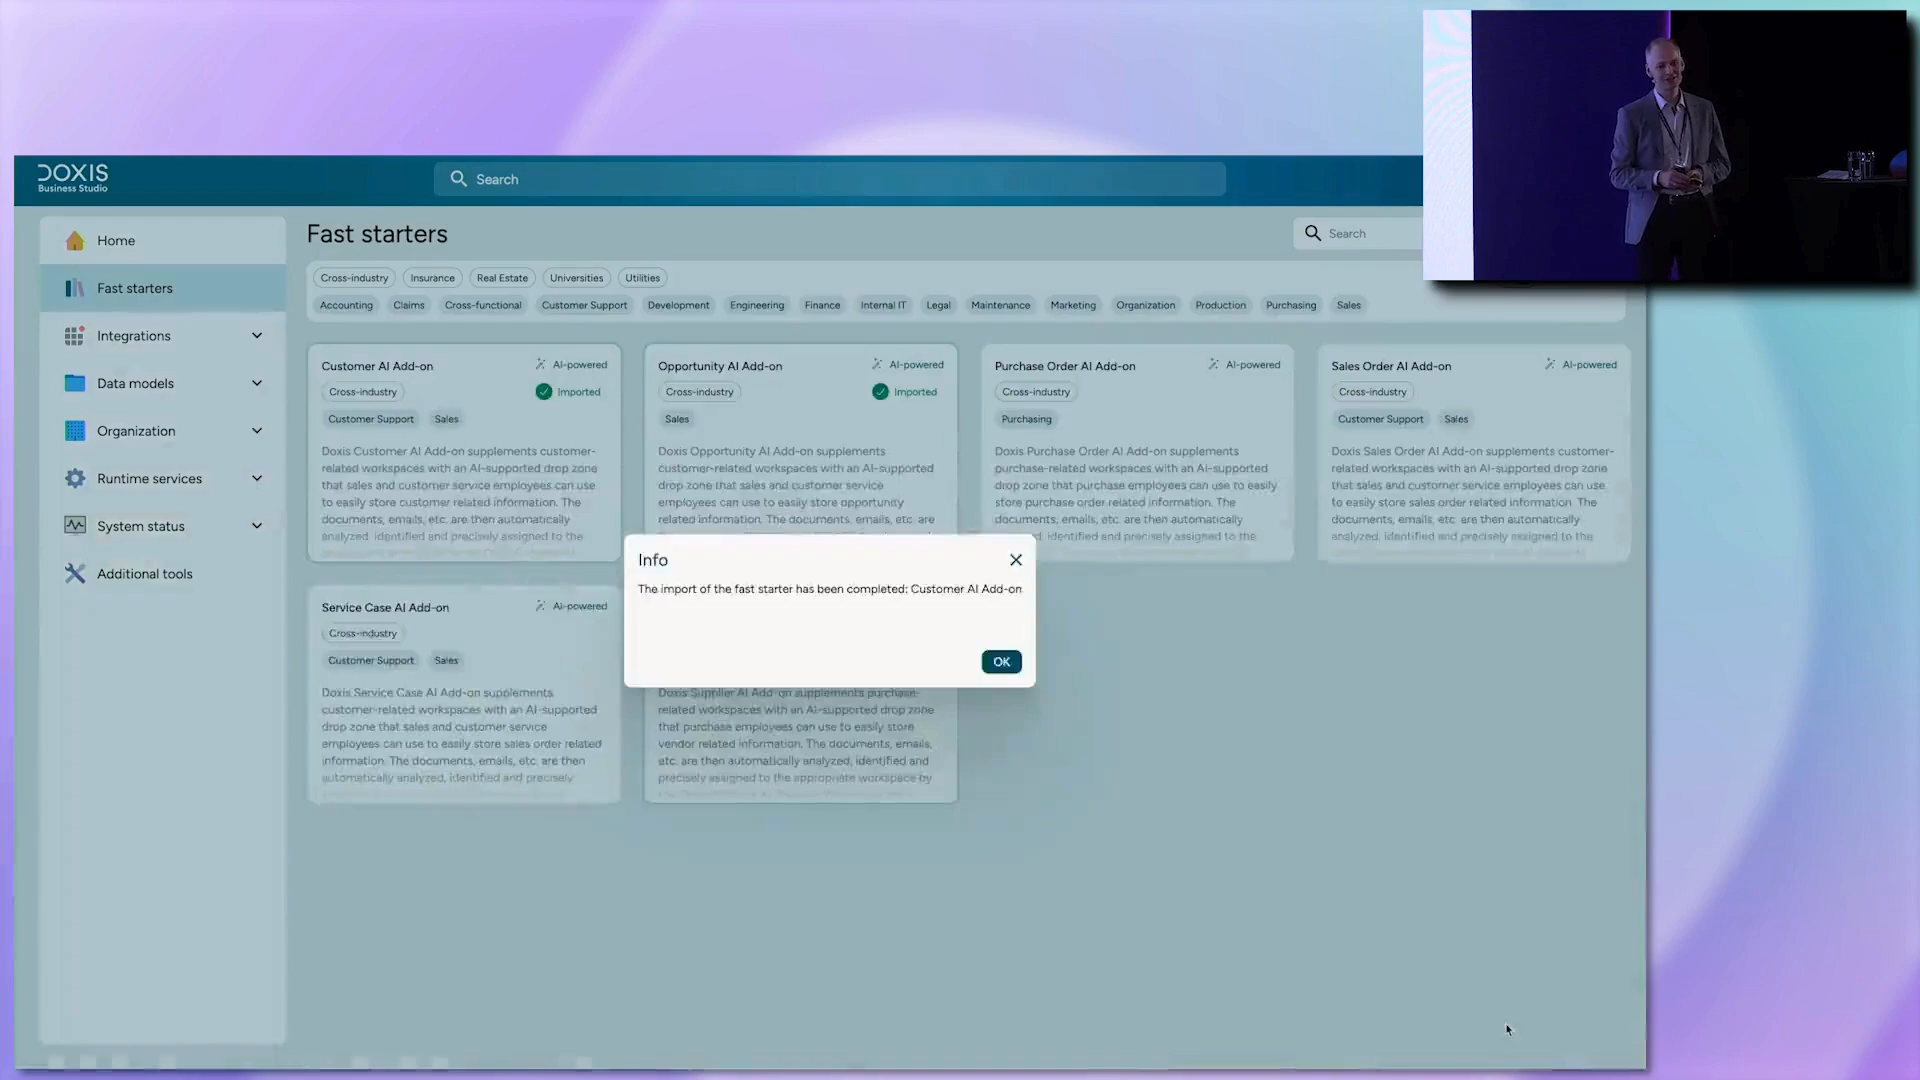 DOXIS
Business Studio
Search
Home
Fast starters
Integrations
Data models
Organization
Runtime services
System status
Additional tools
Fast starters
Search
Cross-industry Insurance Real Estate Universities Utilities
Accounting Claims Cross-functional Customer Support Development Engineering Finance Internal IT Legal Maintenance Marketing Organization Production Purchasing Sales
Customer AI Add-on
AI-powered
Cross-industry
Imported
Customer Support Sales
Doxis Customer AI Add-on supplements customer-
related workspaces with an AI-supported drop zone
that sales and customer service employees can use
to easily store customer related information. The
documents, emails, etc. are then automatically
analyzed, identified and precisely assigned to the
Opportunity AI Add-on
AI-powered
Cross-industry
Imported
Sales
Doxis Opportunity AI Add-on supplements
customer-related workspaces with an AI-supported
drop zone that sales and customer service
employees can use to easily store opportunity
related information. The documents, emails, etc. are
Purchase Order AI Add-on
AI-powered
Cross-industry
Purchasing
Doxis Purchase Order AI Add-on supplements
purchase-related workspaces with an AI-supported
drop zone that purchase employees can use to easily
store purchase order related information. The
documents, emails, etc. are then automatically
analyzed, identified and precisely assigned to the
Sales Order AI Add-on
AI-powered
Cross-industry
Customer Support Sales
Doxis Sales Order AI Add-on supplements customer-
related workspaces with an AI-supported drop zone
that sales and customer service employees can use
to easily store sales order related information. The
documents, emails, etc. are then automatically
analyzed, identified and precisely assigned to the
Info
The import of the fast starter has been completed: Customer AI Add-on
OK
Service Case AI Add-on
AI-powered
Cross-industry
Customer Support Sales
Doxis Service Case AI Add-on supplements
customer-related workspaces with an AI-supported
drop zone that sales and customer service
employees can use to easily store sales order related
information. The documents, emails, etc. are then
automatically analyzed, identified and precisely
Doxis Supplier AI Add-on supplements purchase-
related workspaces with an AI-supported drop zone
that purchase employees can use to easily store
vendor related information. The documents, emails,
etc. are then automatically analyzed, identified and
precisely assigned to the appropriate workspace by